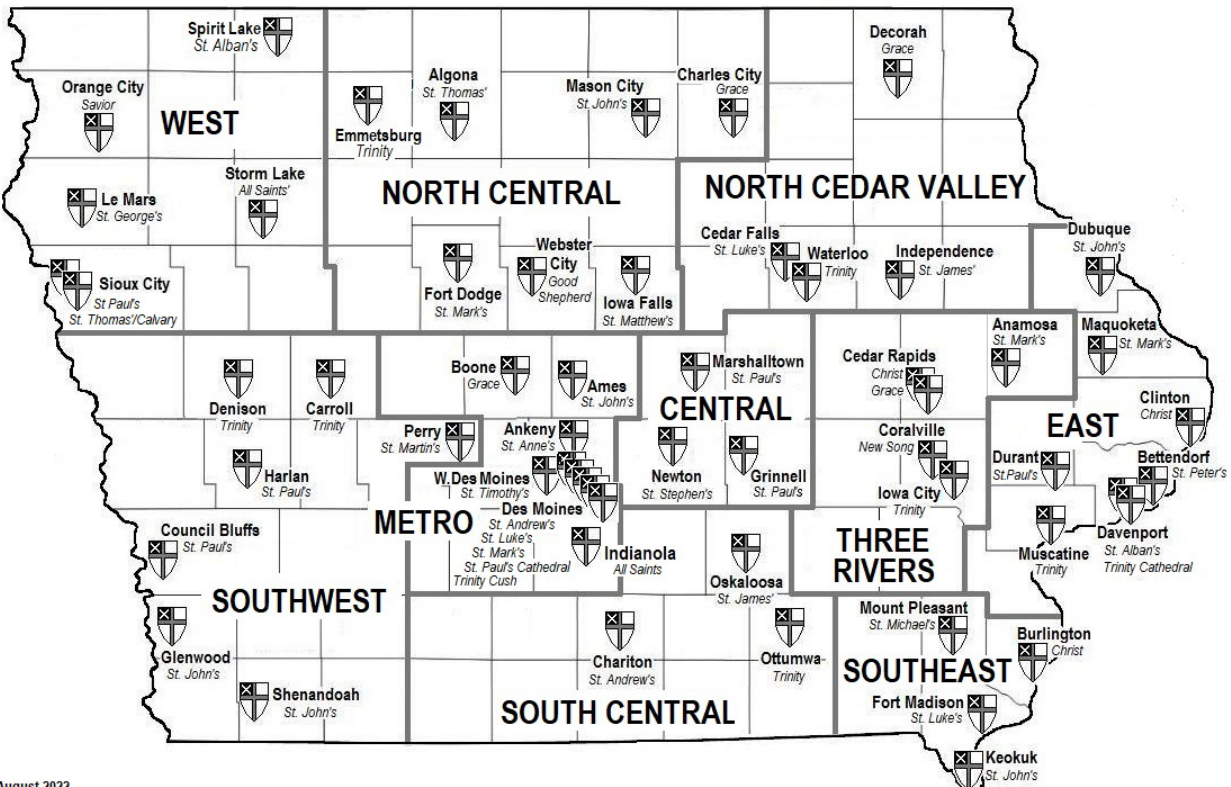 Spirit Lake
St. Alban's
Orange City
Savior
WEST
Le Mars
St. George's
Storm Lake
All Saints'
Sioux City
St Paul's
St. Thomas'/Calvary
Emmetsburg
Trinity
Algona
St. Thomas'
Mason City
St. John's
Charles City
Grace
NORTH CENTRAL
Fort Dodge
St. Mark's
Webster
City
Good
Shepherd
Iowa Falls
St. Matthew's
Decorah
Grace
NORTH CEDAR VALLEY
Cedar Falls
St. Luke's
Waterloo
Trinity
Independence
St. James'
Dubuque
St. John's
Maquoketa
St. Mark's
Clinton
Christ
EAST
Durant
St.Paul's
Bettendorf
St. Peter's
Davenport
St. Alban's
Trinity Cathedral
Muscatine
Trinity
Denison
Trinity
Carroll
Trinity
Harlan
St. Paul's
Council Bluffs
St. Paul's
SOUTHWEST
Glenwood
St. John's
Shenandoah
St. John's
Boone
Grace
Ames
St. John's
Perry
St. Martin's
Ankeny
St. Anne's
W.Des Moines
St. Timothy's
METRO
Des Moines
St. Andrew's
St. Luke's
St. Mark's
St. Paul's Cathedral
Trinity Cush
Indianola
All Saints
Marshalltown
St. Paul's
CENTRAL
Newton
St. Stephen's
Grinnell
St. Paul's
Cedar Rapids
Christ
Grace
Anamosa
St. Mark's
Coralville
New Song
Iowa City
Trinity
THREE
RIVERS
Oskaloosa
St. James'
Chariton
St. Andrew's
Ottumwa
Trinity
SOUTH CENTRAL
Mount Pleasant
St. Michael's
Burlington
Christ
SOUTHEAST
Fort Madison
St. Luke's
Keokuk
St. John's
August 2022